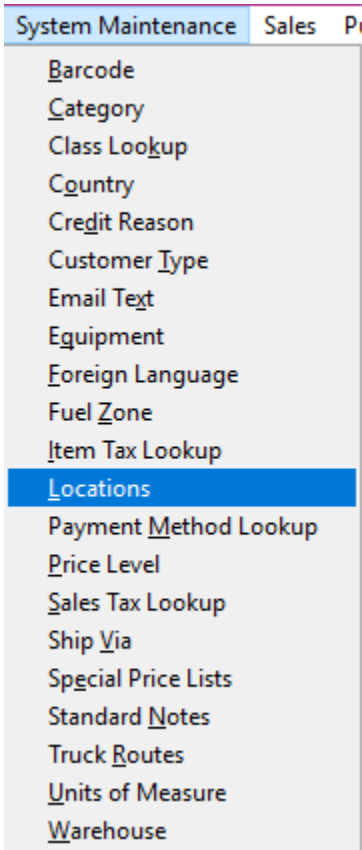 System Maintenance Sales
Barcode
Category
Class Lookup
Country
Credit Reason
Customer Type
Email Text
Equipment
Foreign Language
Fuel Zone
Item Tax Lookup
Locations
Payment Method Lookup
Price Level
Sales Tax Lookup
Ship Via
Special Price Lists
Standard Notes
Truck Routes
Units of Measure
Warehouse